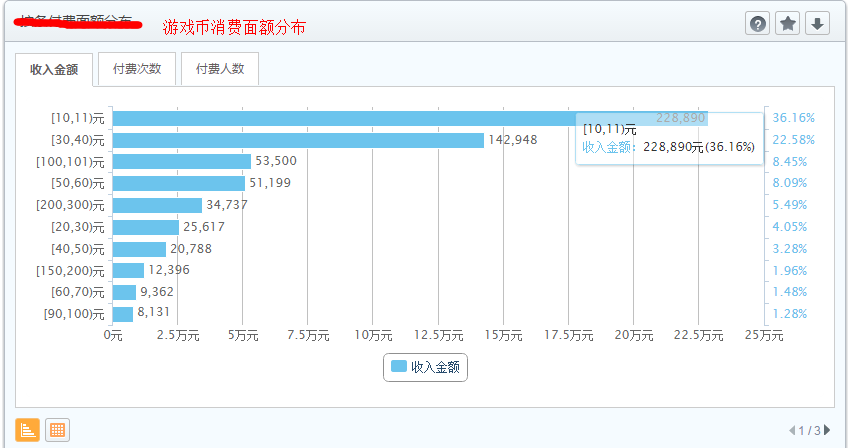 游戏币消费面额分布
收入金额 付费次数 付费人数
[10,11)元 228,890 36.16%
[10,11)元
收入金额: 228,890元(36.16%)
[30,40)元 142,948 22.58%
[100,101)元 53,500 8.45%
[50,60)元 51,199 8.09%
[200,300)元 34,737 5.49%
[20,30)元 25,617 4.05%
[40,50)元 20,788 3.28%
[150,200)元 12,396 1.96%
[60,70)元 9,362 1.48%
[90,100)元 8,131 1.28%
0元 2.5万元 5万元 7.5万元 10万元 12.5万元 15万元 17.5万元 20万元 22.5万元 25万元
收入金额
1 / 3